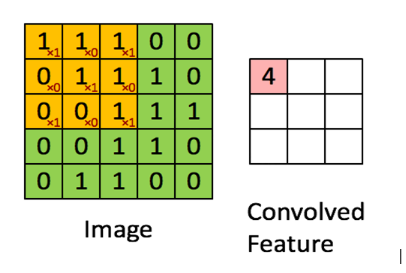 1×1 1×0 1×1 0 0
0×0 1×1 1×0 1 0
0×1 0×0 1×1 1 1
0 0 1 1 0
0 1 1 0 0
4
Image
Convolved
Feature